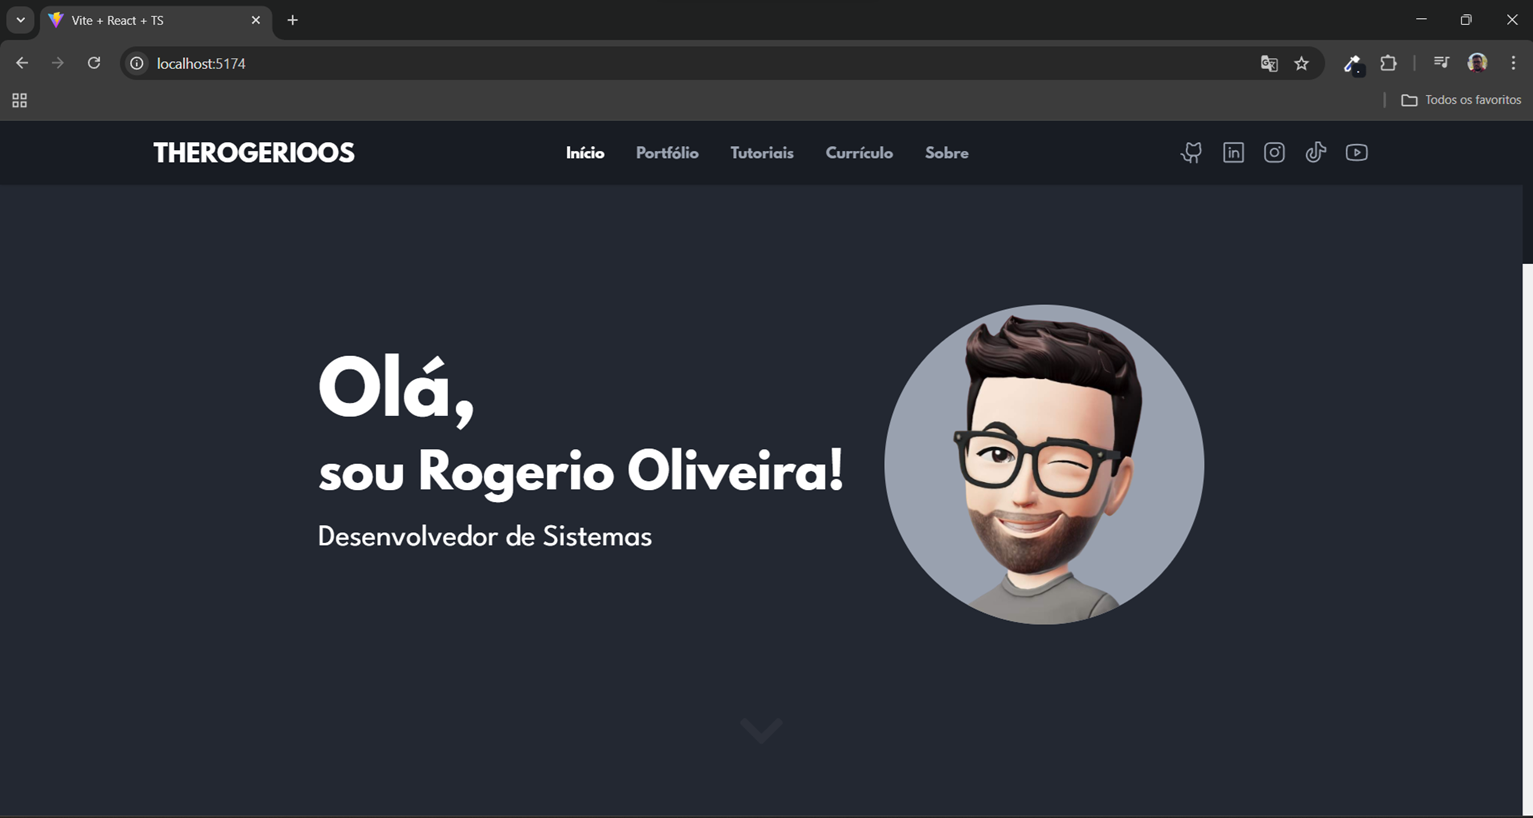 Vite + React + TS
localhost:5174
Todos os favoritos
THEROGERIOOS
Início Portfólio Tutoriais Currículo Sobre
in
Olá,
sou Rogerio Oliveira!
Desenvolvedor de Sistemas